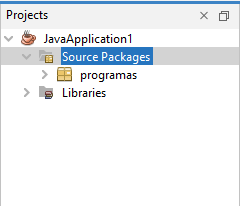 Projects
JavaApplication1
Source Packages
programas
Libraries